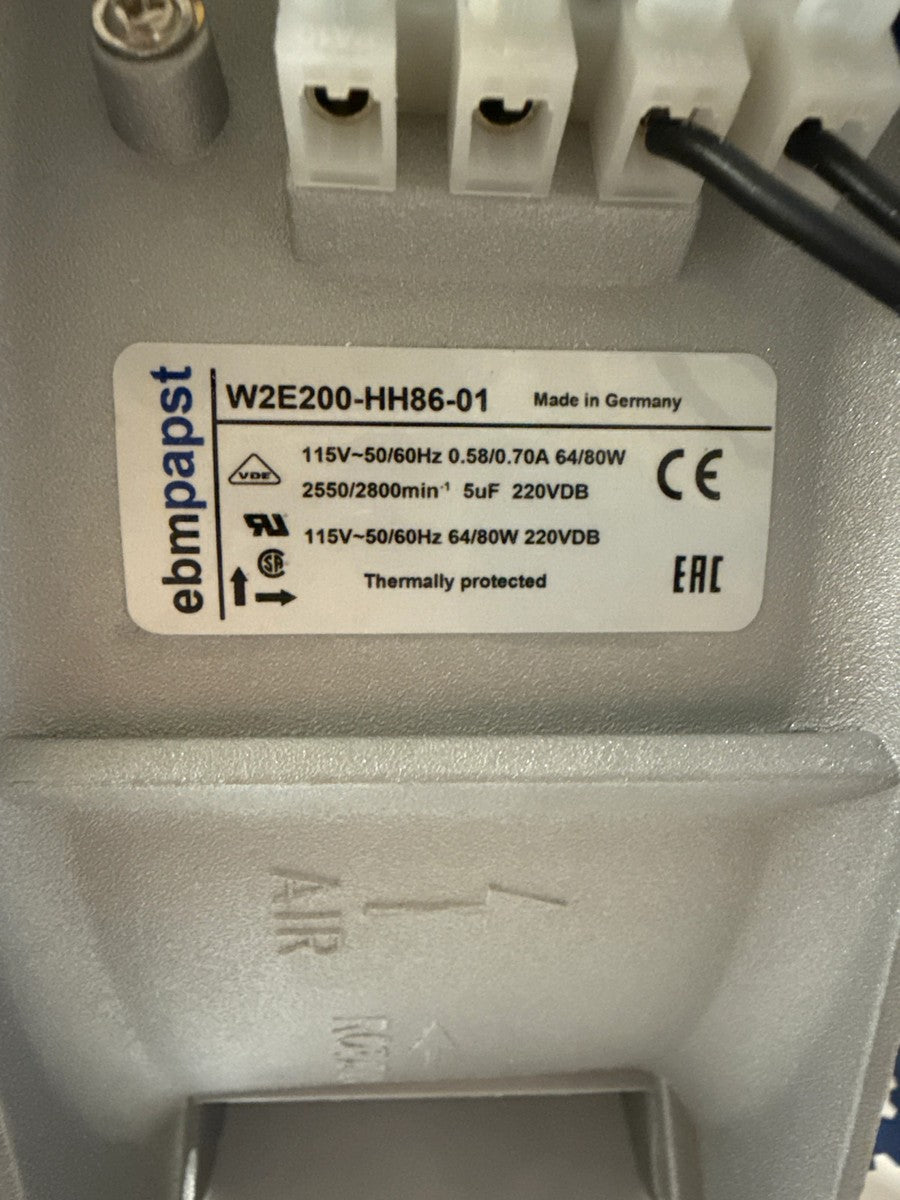 ebmpapst
W2E200-HH86-01 Made in Germany
VDE 115V~50/60Hz 0.58/0.70A 64/80W CE
2550/2800min⁻¹ 5uF 220VDB
115V~50/60Hz 64/80W 220VDB
SA Thermally protected EAC
AIR